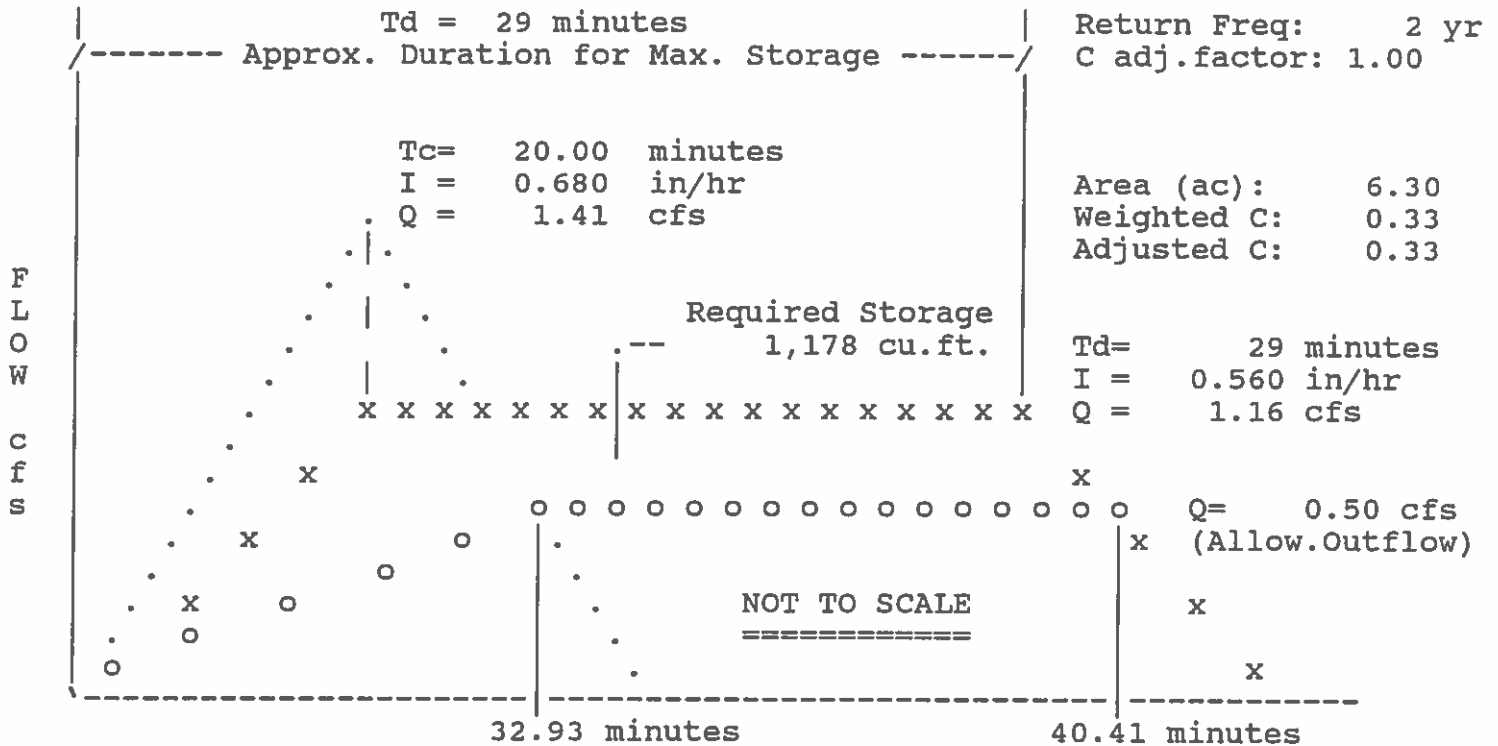 Td = 29 minutes
/------- Approx. Duration for Max. Storage ------/
Return Freq: 2 yr
C adj.factor: 1.00
Tc= 20.00 minutes
I = 0.680 in/hr
Q = 1.41 cfs
Area (ac): 6.30
Weighted C: 0.33
Adjusted C: 0.33
FLOW cfs
Required Storage
1,178 cu.ft.
Td= 29 minutes
I = 0.560 in/hr
Q = 1.16 cfs
x x x x x x x x x x x x x x x x x x
x x
o o o o o o o o o o o o o o o o
Q= 0.50 cfs
(Allow.Outflow)
x o x
o
x o NOT TO SCALE x
o ============
o x
32.93 minutes
40.41 minutes